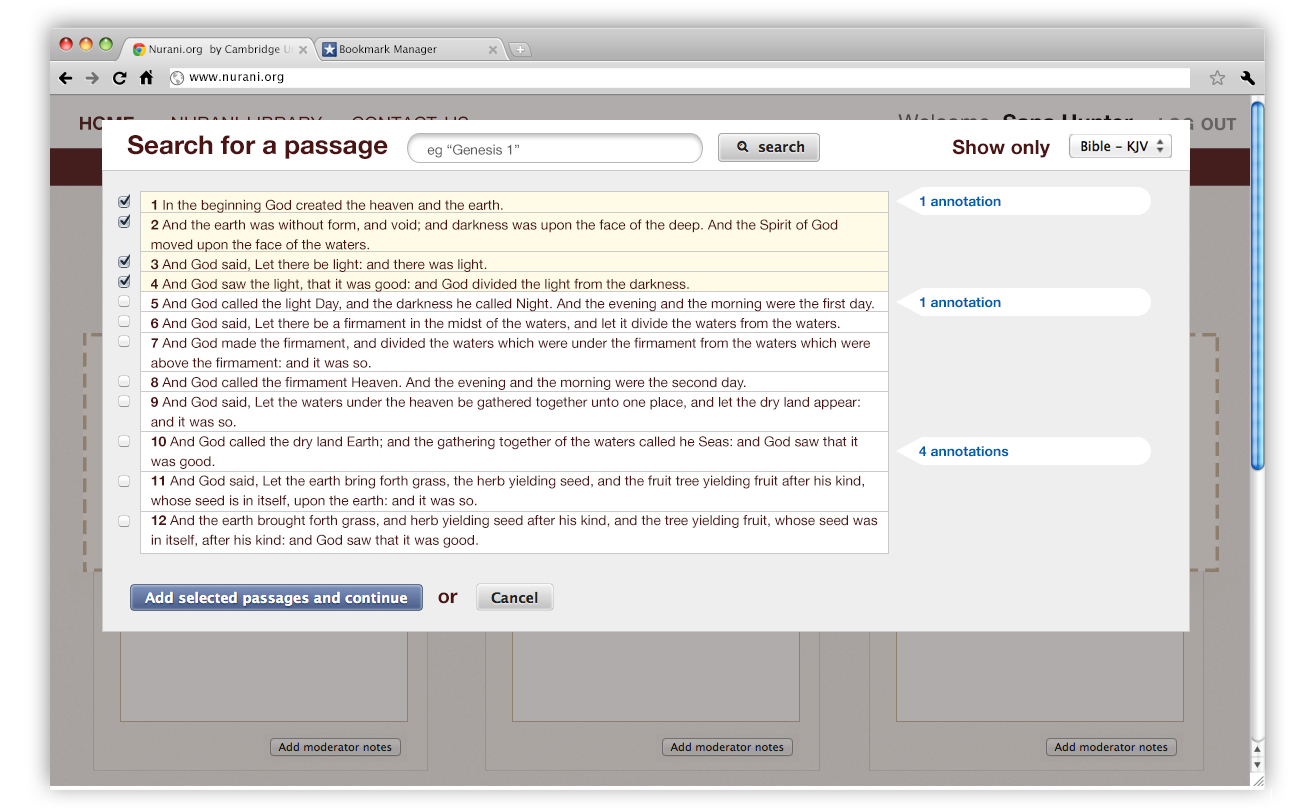 Nurani.org by Cambridge U
Bookmark Manager
www.nurani.org
HOME NURANI LIBRARY CONTACT US
Welcome, Sana Hunter LOG OUT
Search for a passage
eg “Genesis 1”
search
Show only
Bible – KJV
1 In the beginning God created the heaven and the earth.
1 annotation
2 And the earth was without form, and void; and darkness was upon the face of the deep. And the Spirit of God
moved upon the face of the waters.
3 And God said, Let there be light: and there was light.
4 And God saw the light, that it was good: and God divided the light from the darkness.
5 And God called the light Day, and the darkness he called Night. And the evening and the morning were the first day.
1 annotation
6 And God said, Let there be a firmament in the midst of the waters, and let it divide the waters from the waters.
7 And God made the firmament, and divided the waters which were under the firmament from the waters which were
above the firmament: and it was so.
8 And God called the firmament Heaven. And the evening and the morning were the second day.
9 And God said, Let the waters under the heaven be gathered together unto one place, and let the dry land appear:
and it was so.
10 And God called the dry land Earth; and the gathering together of the waters called he Seas: and God saw that it
was good.
4 annotations
11 And God said, Let the earth bring forth grass, the herb yielding seed, and the fruit tree yielding fruit after his kind,
whose seed is in itself, upon the earth: and it was so.
12 And the earth brought forth grass, and herb yielding seed after his kind, and the tree yielding fruit, whose seed was
in itself, after his kind: and God saw that it was good.
Add selected passages and continue
or
Cancel
Add moderator notes
Add moderator notes
Add moderator notes